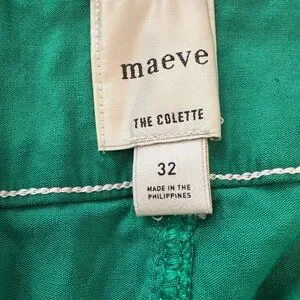 maeve
THE COLETTE
32
MADE IN THE
PHILIPPINES